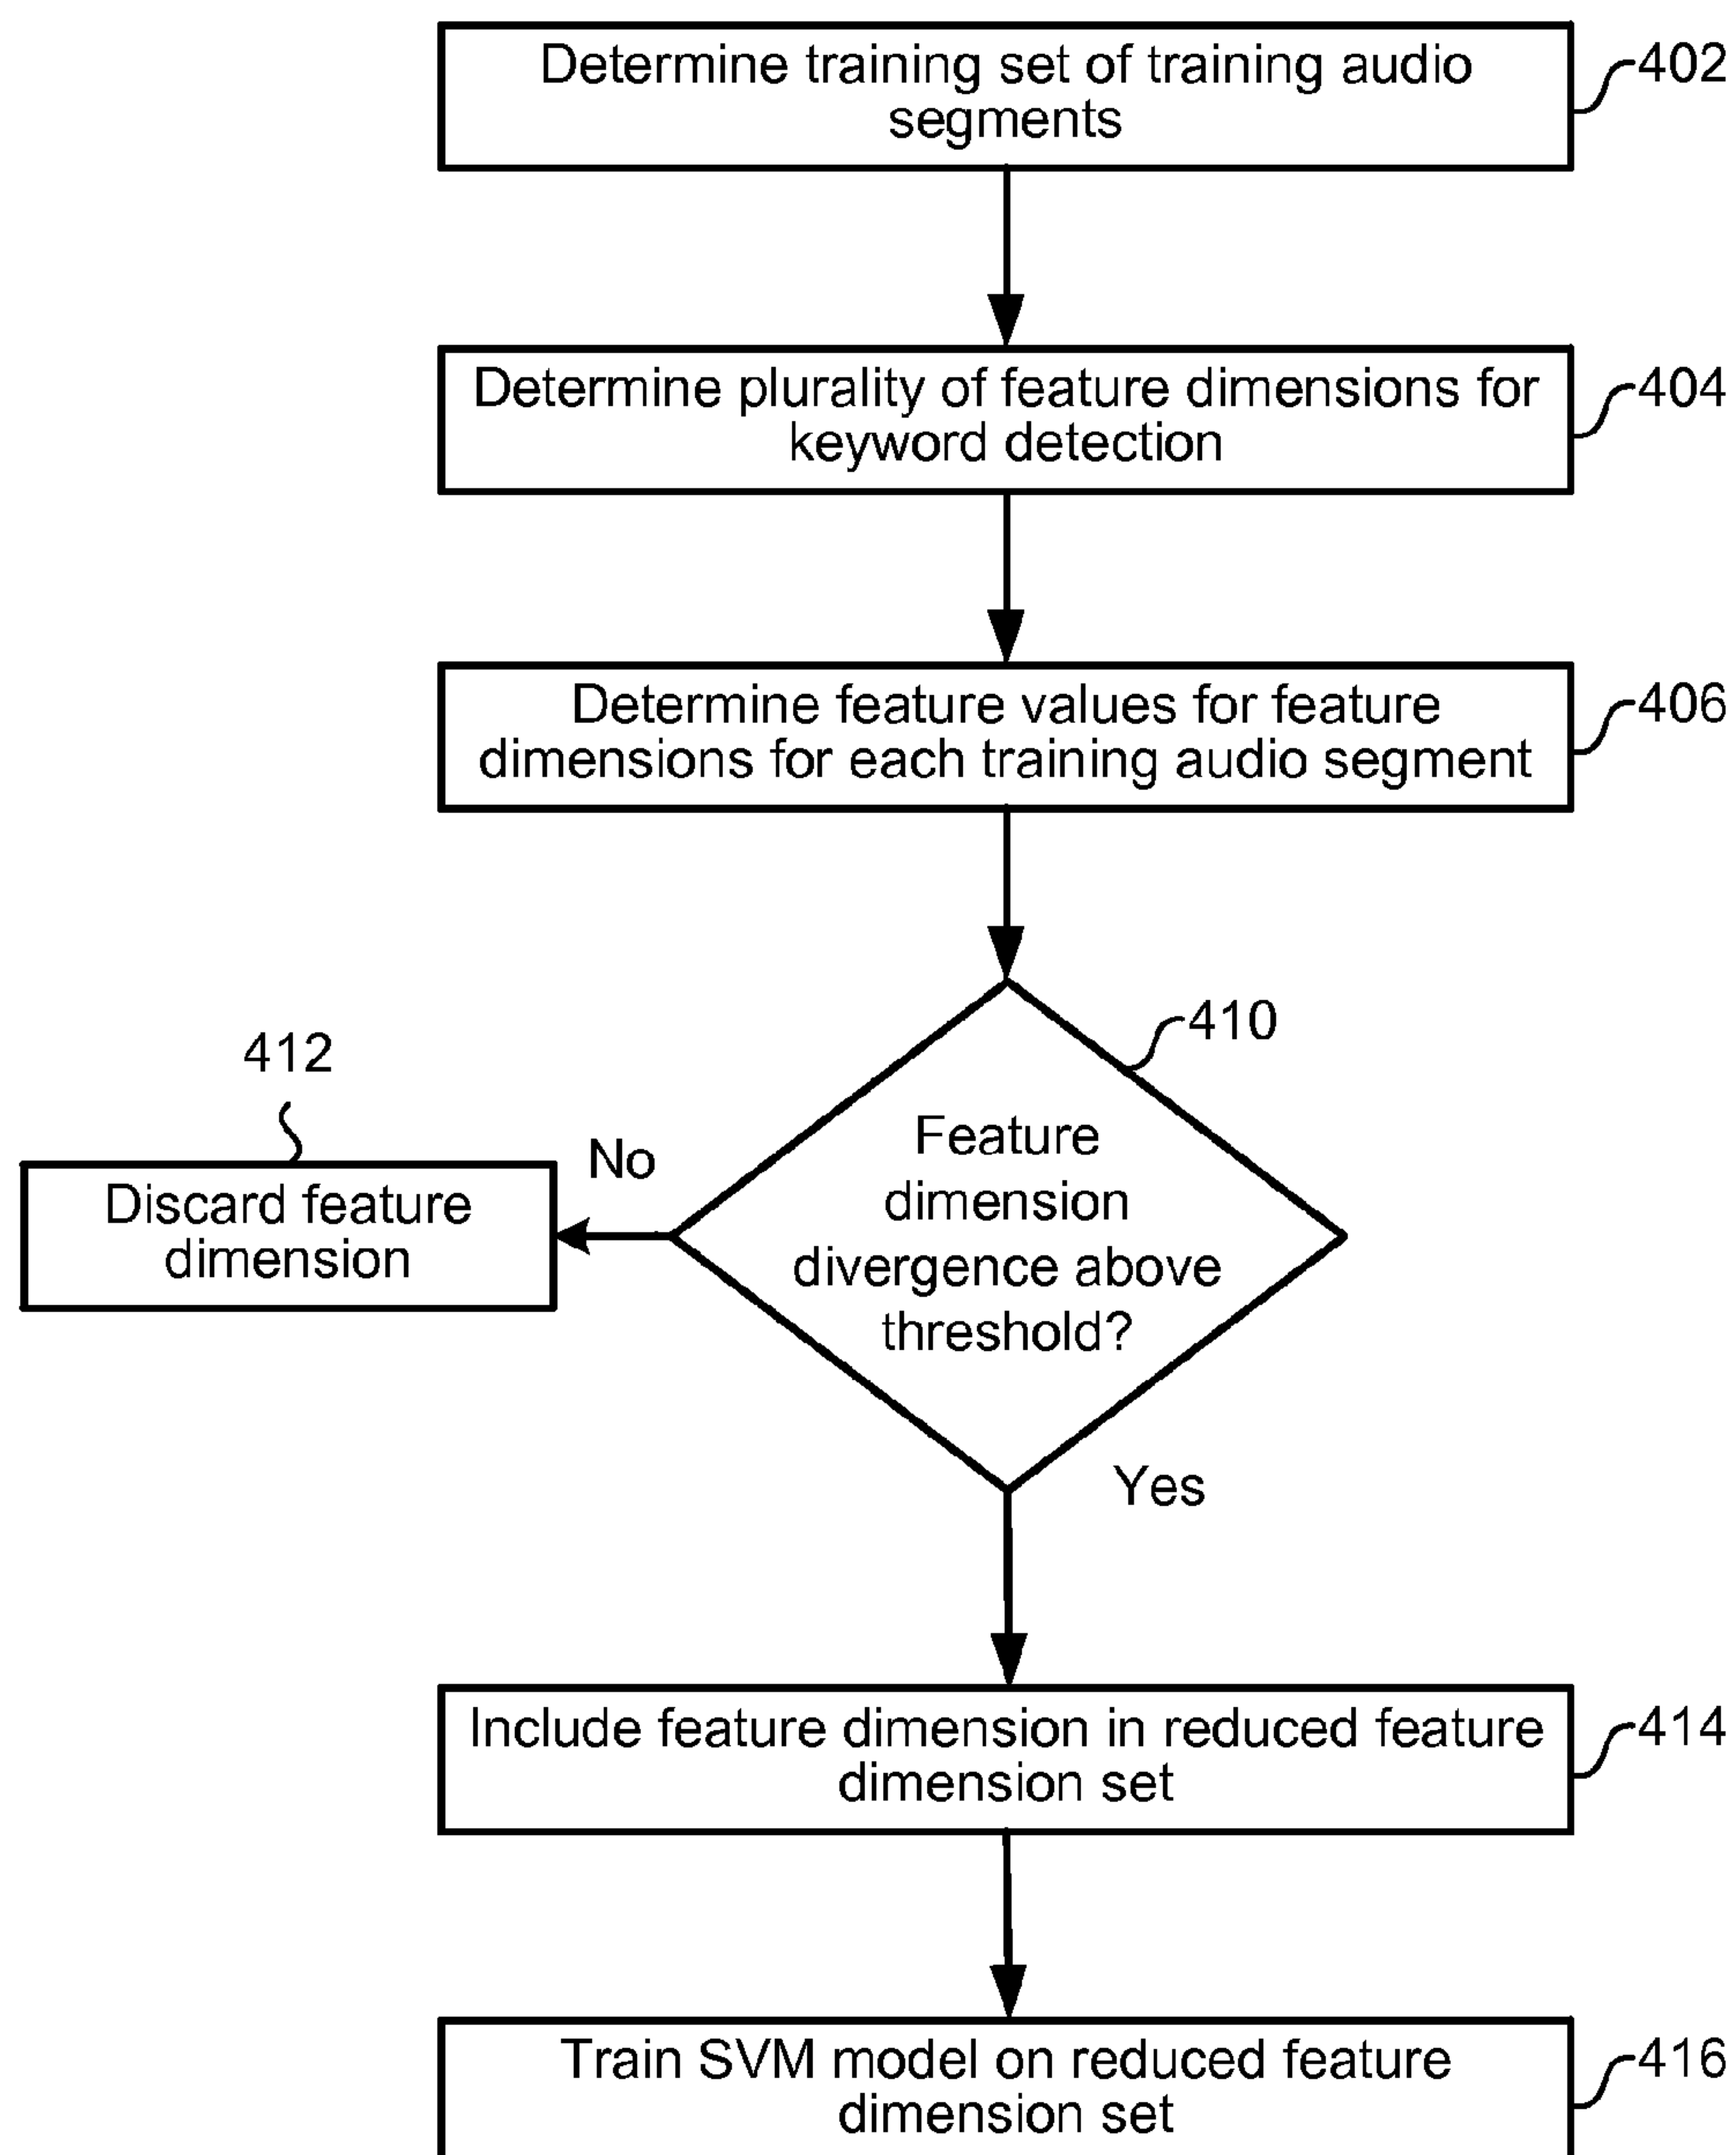 Determine training set of training audio
segments
402
Determine plurality of feature dimensions for
keyword detection
404
Determine feature values for feature
dimensions for each training audio segment
406
410
Feature
dimension
divergence above
threshold?
412
No
Discard feature
dimension
Yes
Include feature dimension in reduced feature
dimension set
414
Train SVM model on reduced feature
dimension set
416